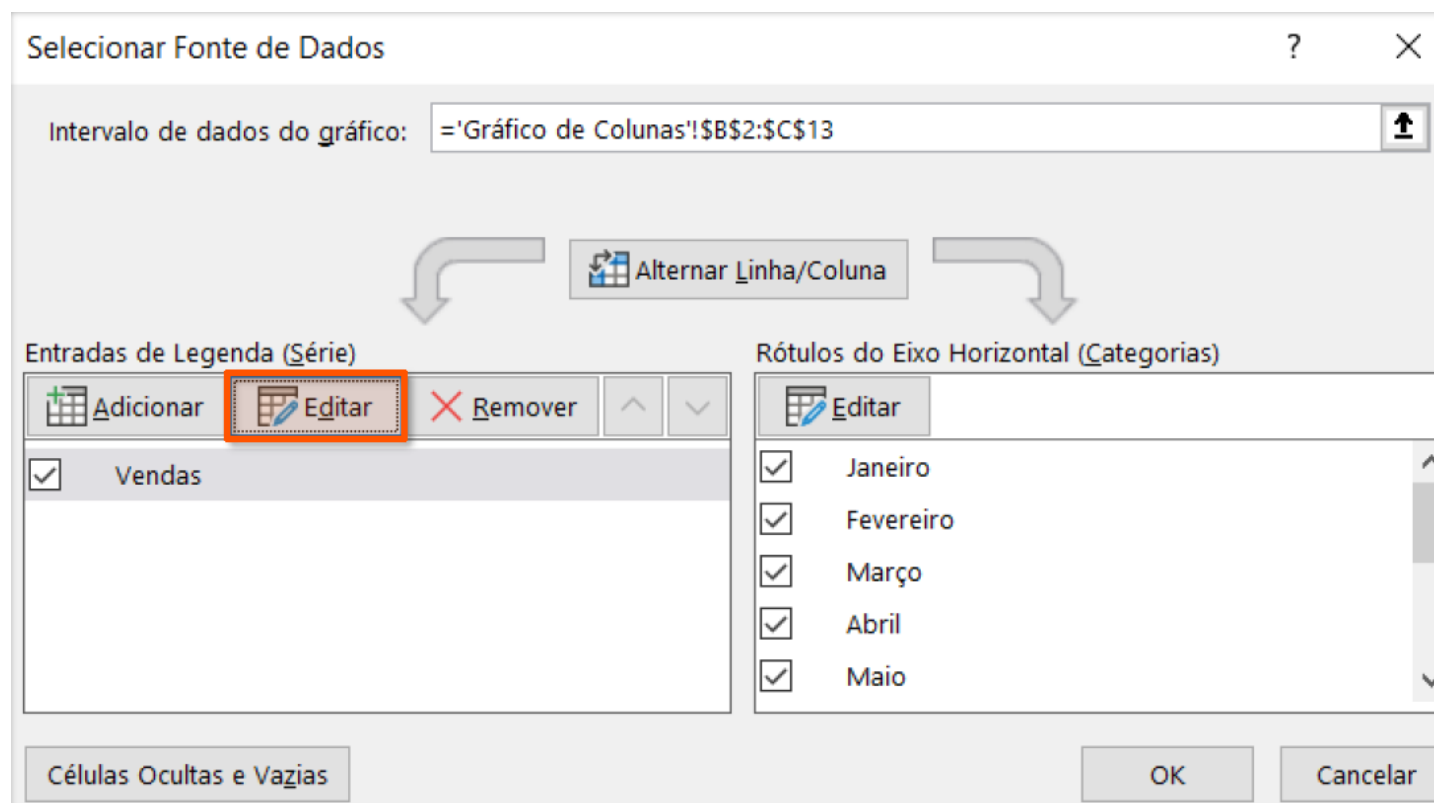 Selecionar Fonte de Dados ?
Intervalo de dados do gráfico: ='Gráfico de Colunas'!$B$2:$C$13
Alternar Linha/Coluna
Entradas de Legenda (Série)
Adicionar Editar Remover
Vendas
Rótulos do Eixo Horizontal (Categorias)
Editar
Janeiro
Fevereiro
Março
Abril
Maio
Células Ocultas e Vazias OK Cancelar